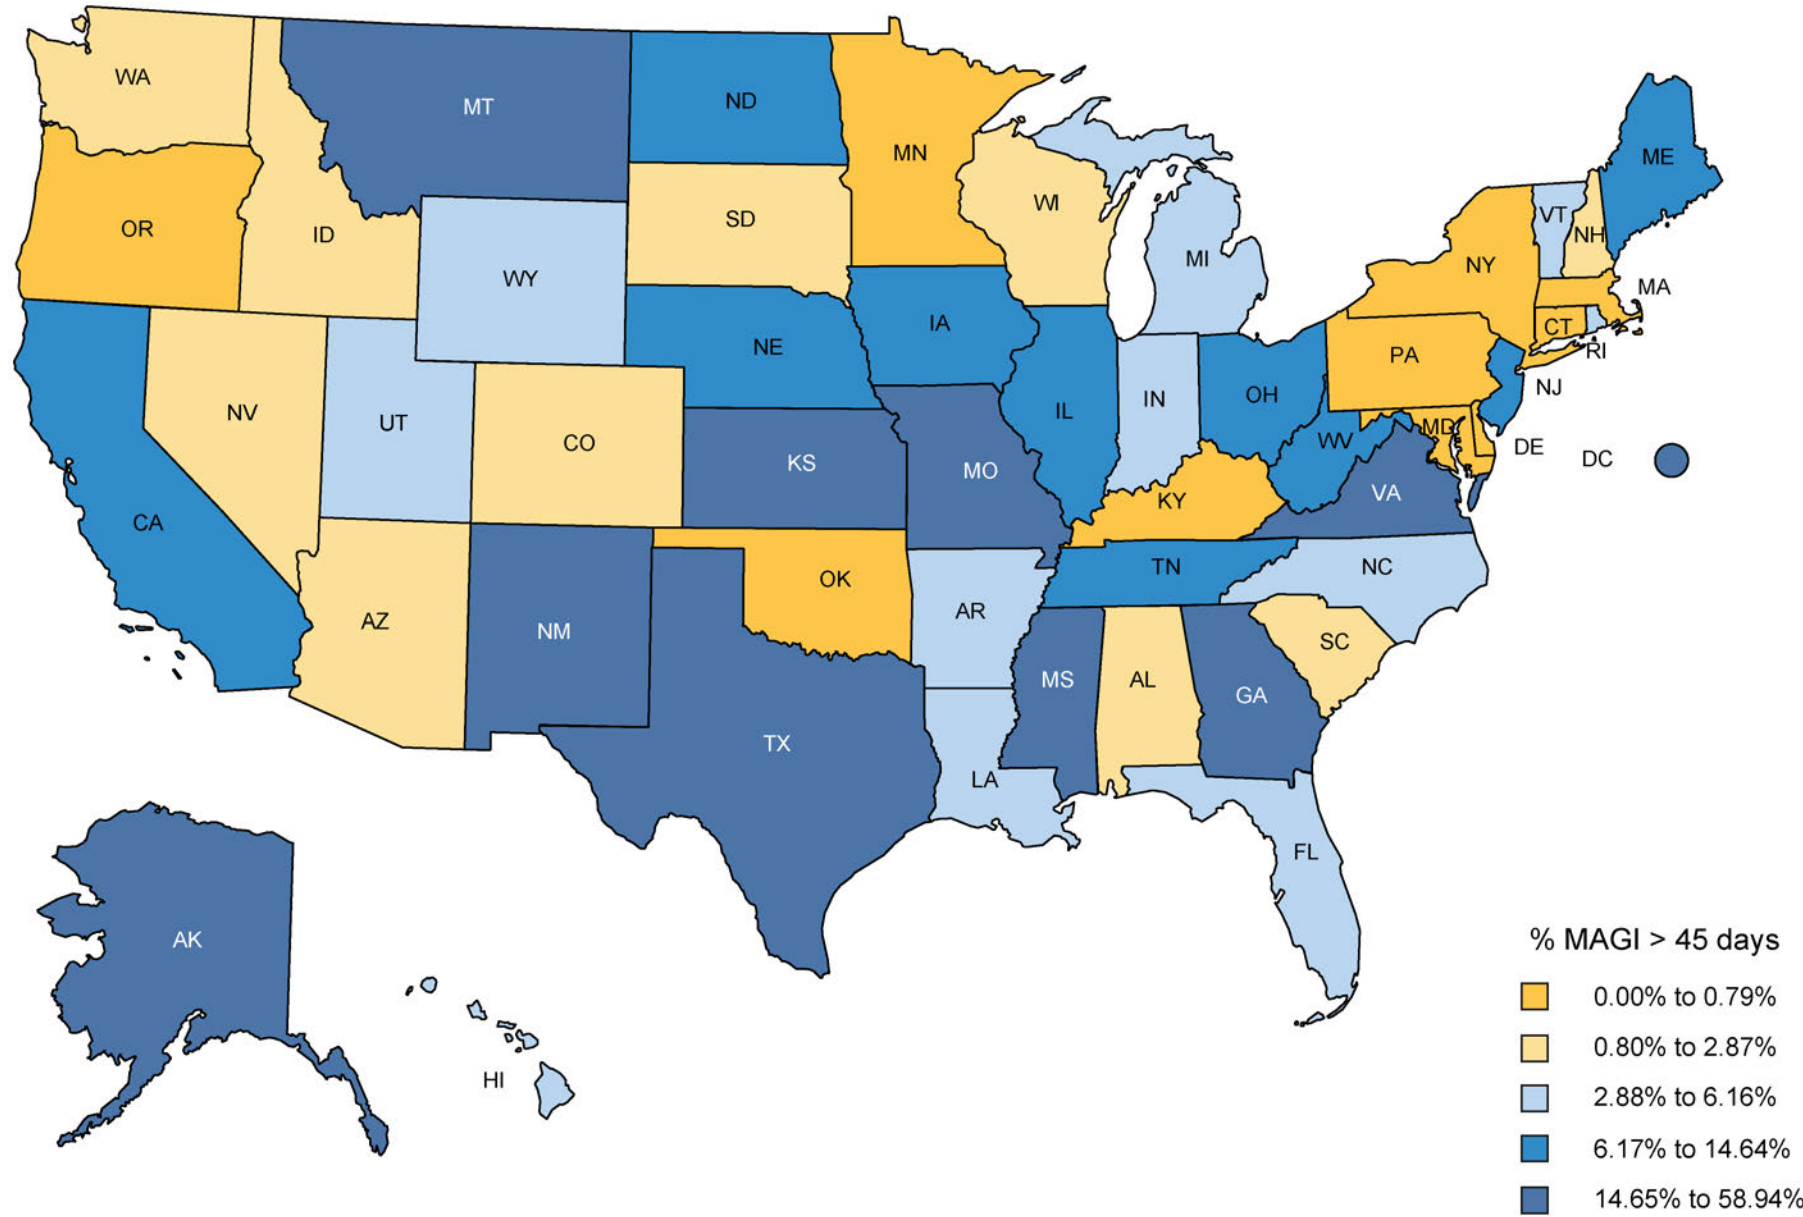 WA
MT
ND
MN
ME
OR
ID
SD
WI
VT
NH
WY
MI
NY
MA
IA
CT
RI
NE
PA
NJ
NV
UT
CO
IL
IN
OH
WV
MD
DE
DC
KS
MO
VA
KY
CA
OK
TN
NC
AZ
NM
AR
SC
MS
AL
GA
TX
LA
FL
AK
HI
% MAGI > 45 days
0.00% to 0.79%
0.80% to 2.87%
2.88% to 6.16%
6.17% to 14.64%
14.65% to 58.94%